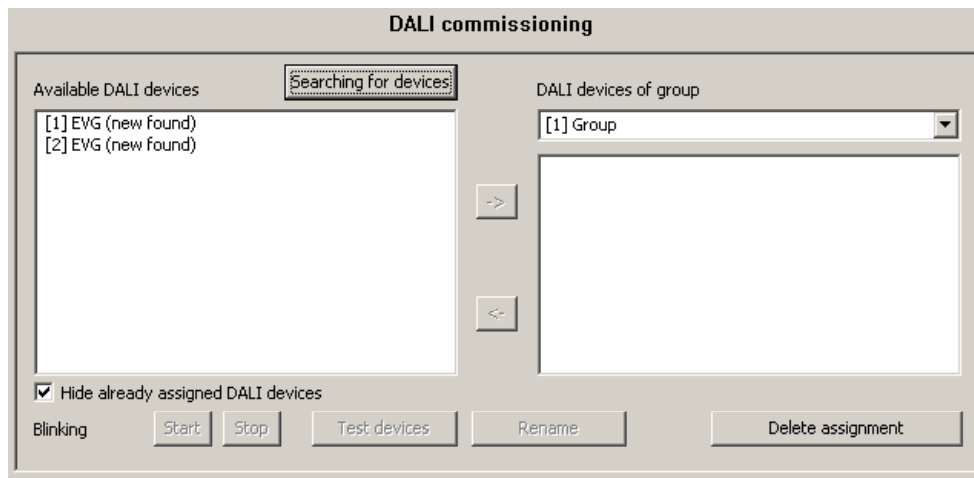 DALI commissioning
Available DALI devices
Searching for devices
DALI devices of group
[1] EVG (new found)
[2] EVG (new found)
[1] Group
->
<-
Hide already assigned DALI devices
Blinking Start Stop Test devices Rename Delete assignment